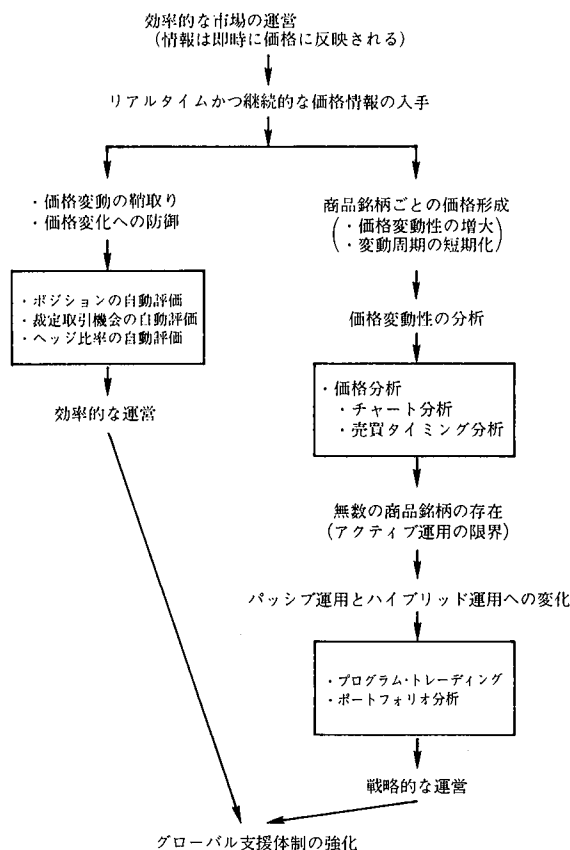 効率的な市場の運営
(情報は即時に価格に反映される)
リアルタイムかつ継続的な価格情報の入手
・価格変動の鞘取り
・価格変化への防御
・ポジションの自動評価
・裁定取引機会の自動評価
・ヘッジ比率の自動評価
効率的な運営
商品銘柄ごとの価格形成
(・価格変動性の増大
・変動周期の短期化)
価格変動性の分析
・価格分析
・チャート分析
・売買タイミング分析
無数の商品銘柄の存在
(アクティブ運用の限界)
パッシブ運用とハイブリッド運用への変化
・プログラム・トレーディング
・ポートフォリオ分析
戦略的な運営
グローバル支援体制の強化